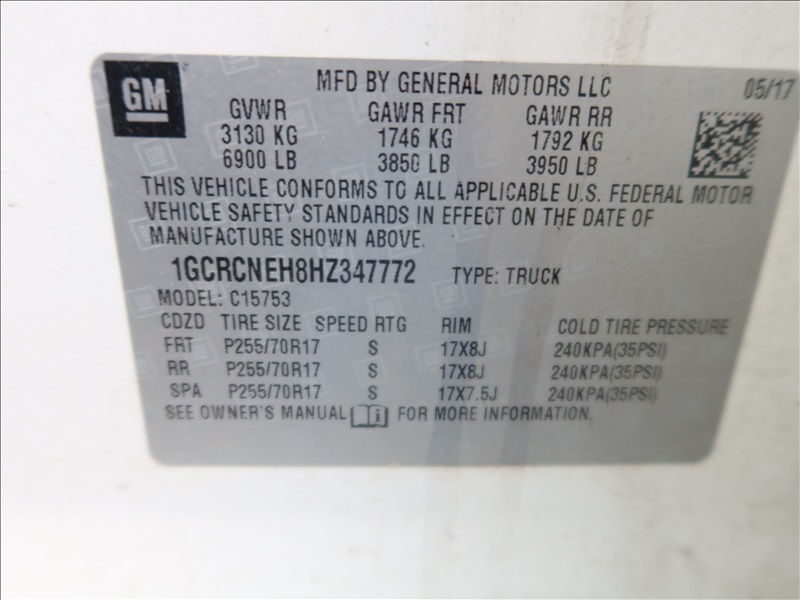 GM
MFD BY GENERAL MOTORS LLC 05/17
GVWR GAWR FRT GAWR RR
3130 KG 1746 KG 1792 KG
6900 LB 3850 LB 3950 LB
THIS VEHICLE CONFORMS TO ALL APPLICABLE U.S. FEDERAL MOTOR
VEHICLE SAFETY STANDARDS IN EFFECT ON THE DATE OF
MANUFACTURE SHOWN ABOVE.
1GCRCNEH8HZ347772 TYPE: TRUCK
MODEL: C15753
CDZD TIRE SIZE SPEED RTG RIM COLD TIRE PRESSURE
FRT P255/70R17 S 17X8J 240KPA(35PSI)
RR P255/70R17 S 17X8J 240KPA(35PSI)
SPA P255/70R17 S 17X7.5J 240KPA(35PSI)
SEE OWNER'S MANUAL i FOR MORE INFORMATION.